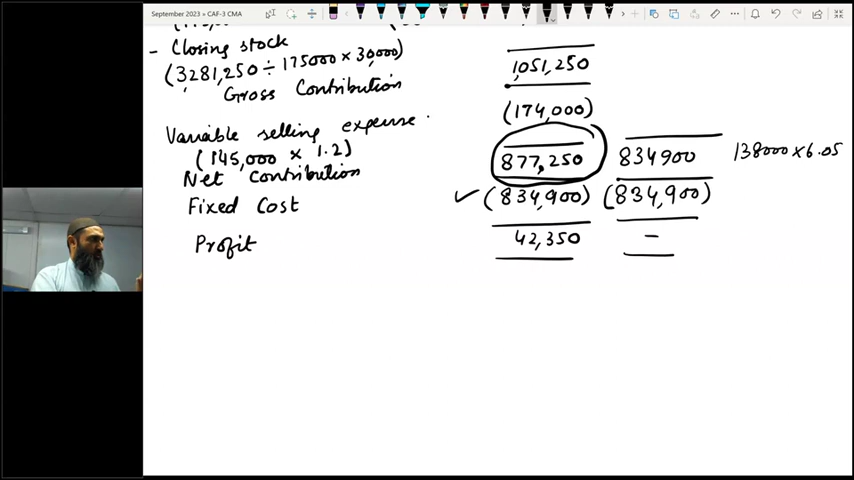 September 2023 » CAF-3 CMA
- Closing stock
(3281,250 ÷ 175000 × 30,000)
1,051,250
Gross Contribution
(174,000)
Variable selling expense
(145,000 × 1.2)
877,250 834900 138000×6.05
Net Contribution
Fixed Cost ✓ (834,900) (834,900)
Profit 42,350 –